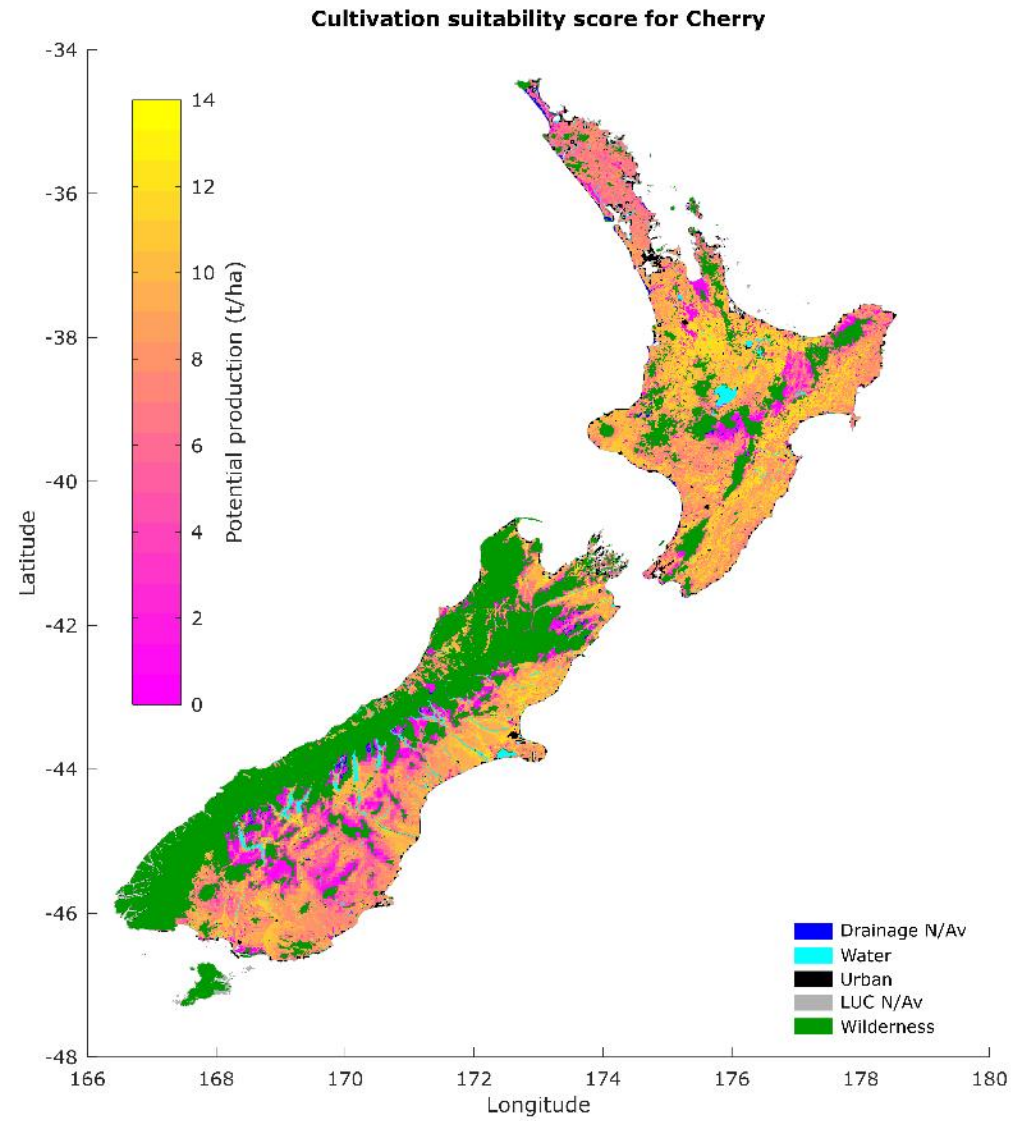 Cultivation suitability score for Cherry
-34
-36
-38
-40
-42
-44
-46
-48
Latitude
14
12
10
8
6
4
2
0
Potential production (t/ha)
Drainage N/Av
Water
Urban
LUC N/Av
Wilderness
166 168 170 172 174 176 178 180
Longitude